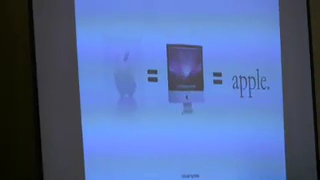 = = apple.